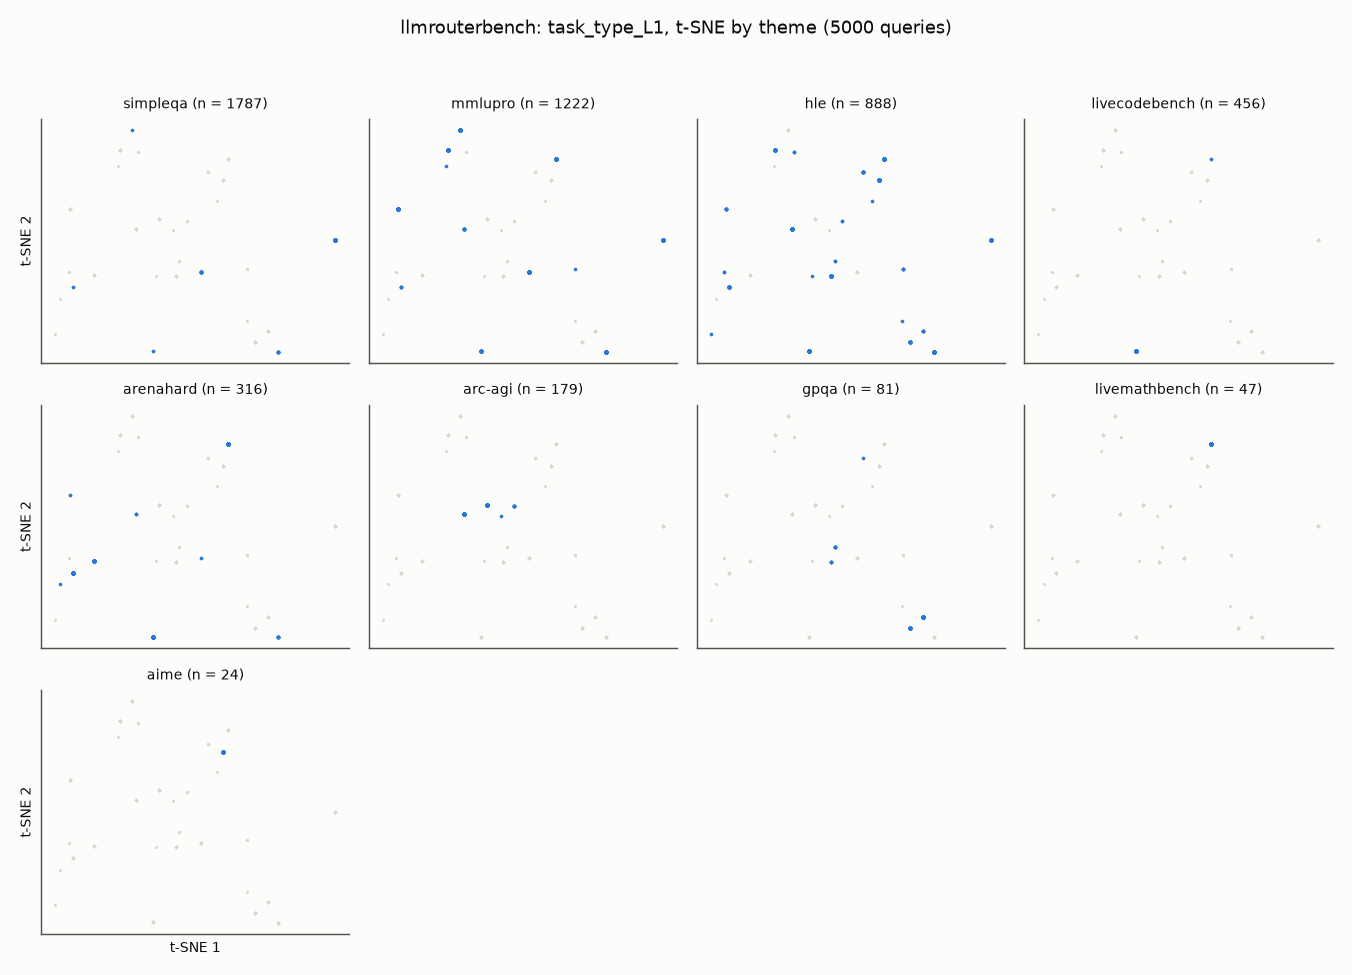 llmrouterbench: task_type_L1, t-SNE by theme (5000 queries)
simpleqa (n = 1787)
mmlupro (n = 1222)
hle (n = 888)
livecodebench (n = 456)
t-SNE 2
arenahard (n = 316)
arc-agi (n = 179)
gpqa (n = 81)
livemathbench (n = 47)
t-SNE 2
aime (n = 24)
t-SNE 2
t-SNE 1